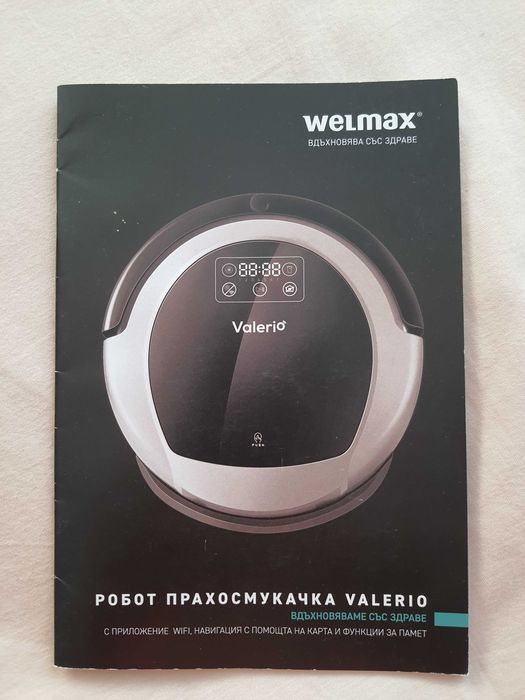 WELMAX®
ВДЪХНОВЯВА СЪС ЗДРАВЕ
88:88
Valerio
PUSH
РОБОТ ПРАХОСМУКАЧКА VALERIO
ВДЪХНОВЯВАМЕ СЪС ЗДРАВЕ
С ПРИЛОЖЕНИЕ WIFI, НАВИГАЦИЯ С ПОМОЩТА НА КАРТА И ФУНКЦИИ ЗА ПАМЕТ